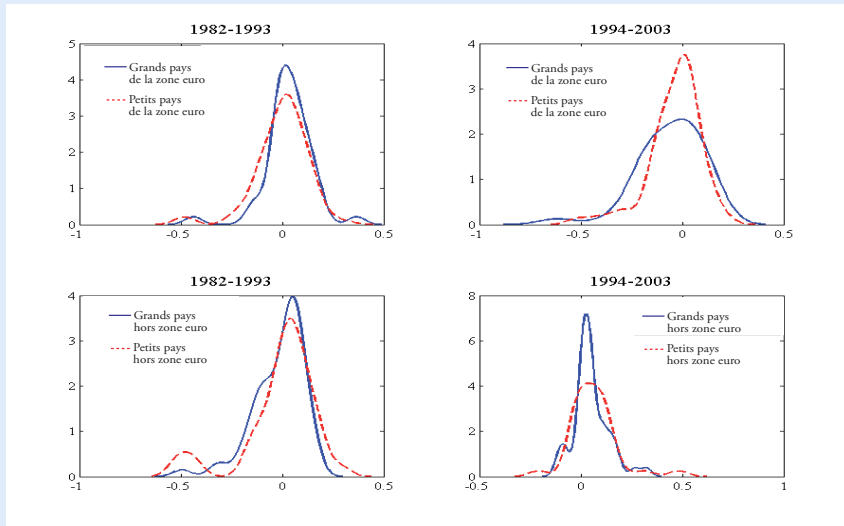 1982-1993
5
4
3
2
1
0
-1
-0.5
0
0.5
Grands pays
de la zone euro
Petits pays
de la zone euro
1994-2003
4
3
2
1
0
-1
-0.5
0
0.5
Grands pays
de la zone euro
Petits pays
de la zone euro
1982-1993
4
3
2
1
0
-1
-0.5
0
0.5
Grands pays
hors zone euro
Petits pays
hors zone euro
1994-2003
8
6
4
2
0
-0.5
0
0.5
1
Grands pays
hors zone euro
Petits pays
hors zone euro